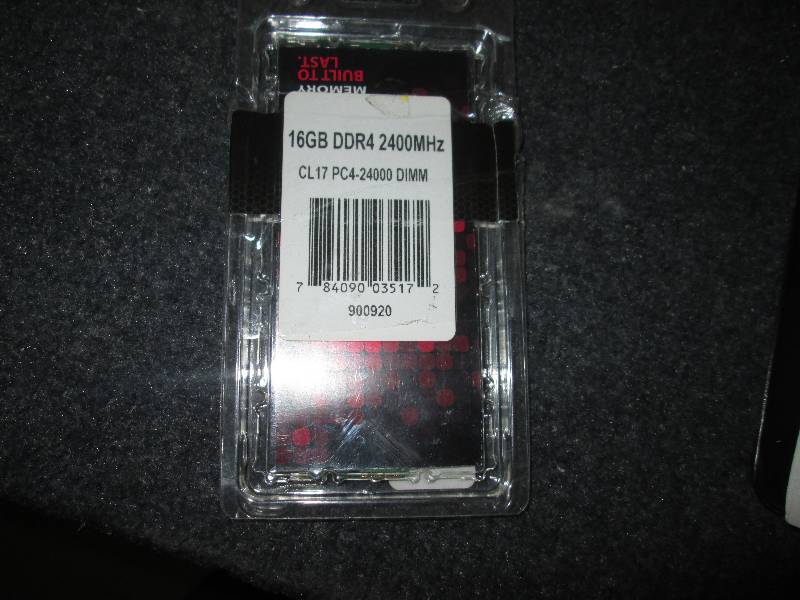 MEMORY
BUILT TO
LAST.
16GB DDR4 2400MHz
CL17 PC4-24000 DIMM
7 84090 03517 2
900920